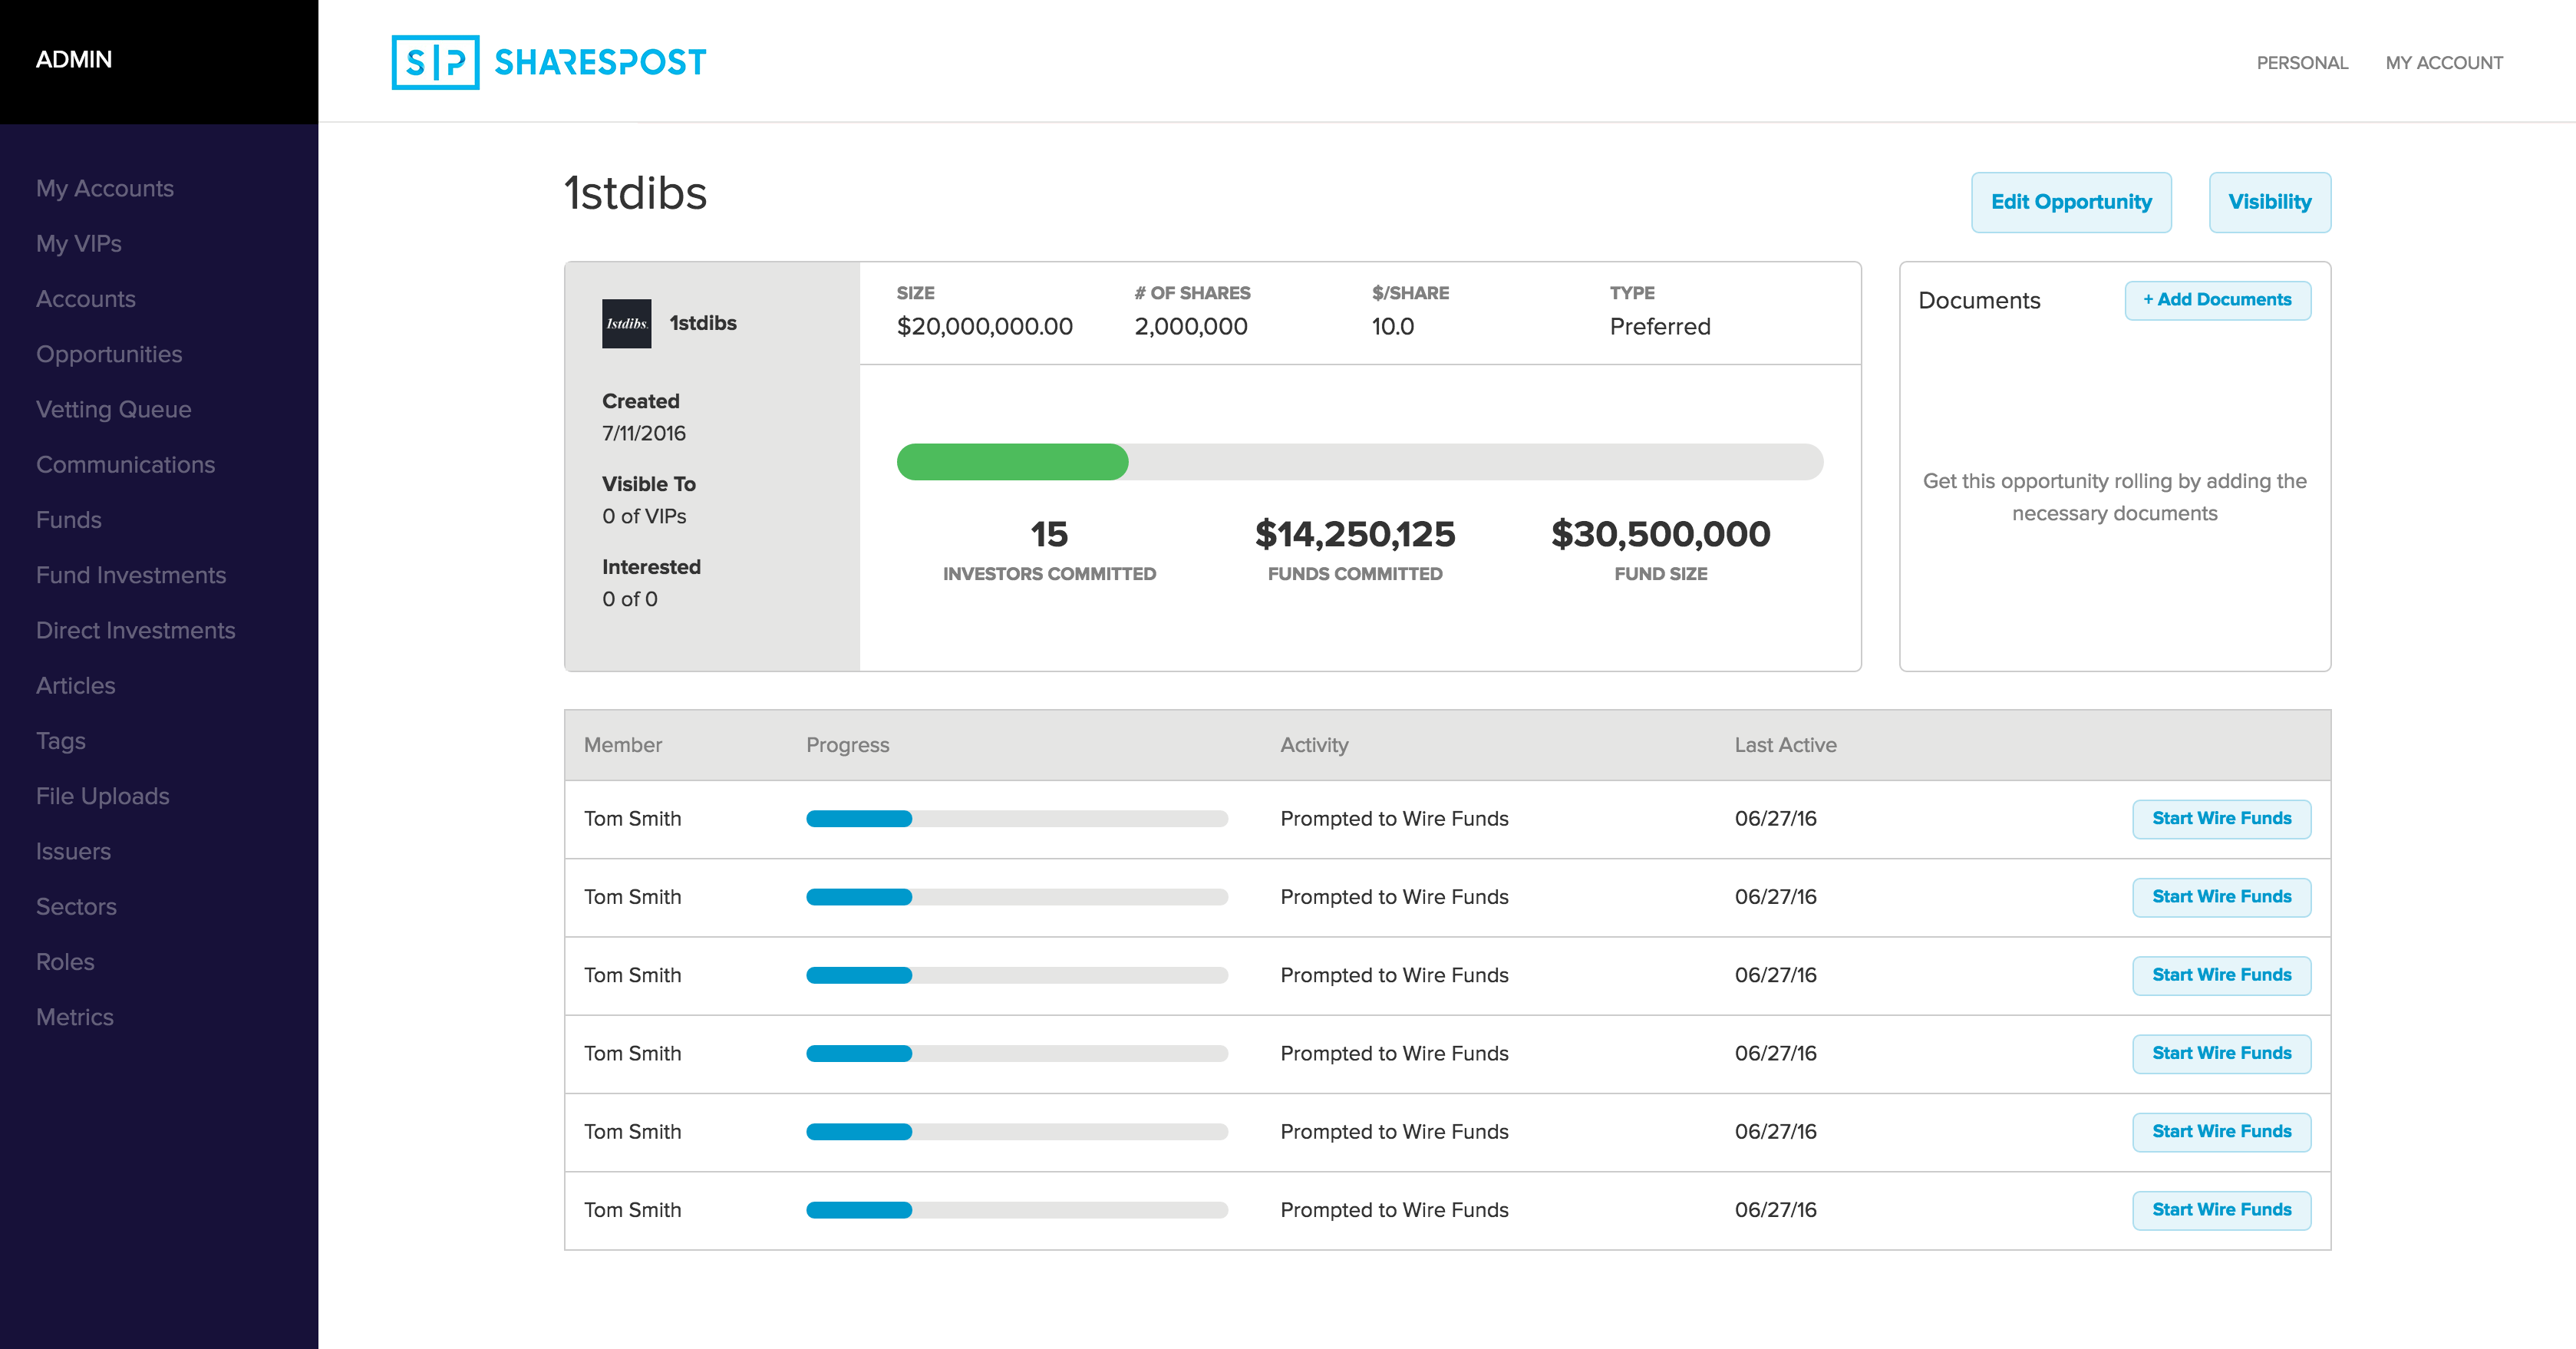 ADMIN
My Accounts
My VIPs
Accounts
Opportunities
Vetting Queue
Communications
Funds
Fund Investments
Direct Investments
Articles
Tags
File Uploads
Issuers
Sectors
Roles
Metrics
S|P SHARESPOST
PERSONAL MY ACCOUNT
1stdibs
Edit Opportunity Visibility
1stdibs. 1stdibs
Created
7/11/2016
Visible To
0 of VIPs
Interested
0 of 0
SIZE # OF SHARES $/SHARE TYPE
$20,000,000.00 2,000,000 10.0 Preferred
15 $14,250,125 $30,500,000
INVESTORS COMMITTED FUNDS COMMITTED FUND SIZE
Documents + Add Documents
Get this opportunity rolling by adding the
necessary documents
Member Progress Activity Last Active
Tom Smith Prompted to Wire Funds 06/27/16 Start Wire Funds
Tom Smith Prompted to Wire Funds 06/27/16 Start Wire Funds
Tom Smith Prompted to Wire Funds 06/27/16 Start Wire Funds
Tom Smith Prompted to Wire Funds 06/27/16 Start Wire Funds
Tom Smith Prompted to Wire Funds 06/27/16 Start Wire Funds
Tom Smith Prompted to Wire Funds 06/27/16 Start Wire Funds